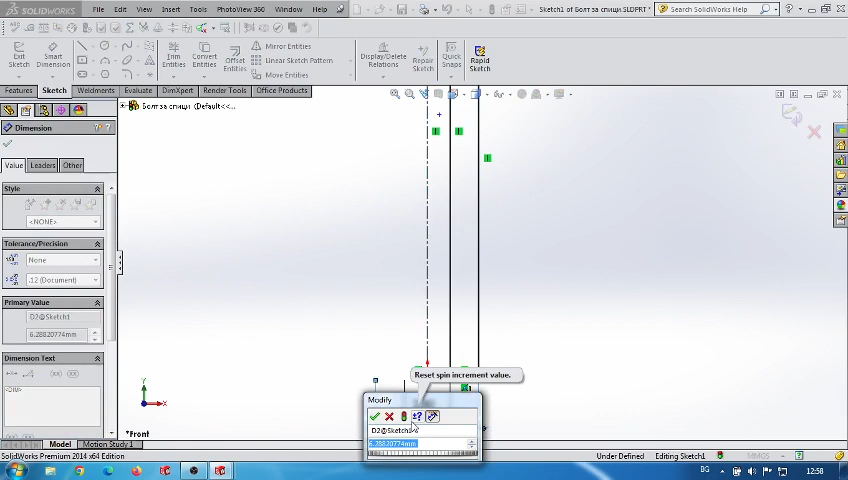 SOLIDWORKS File Edit View Insert Tools PhotoView 360 Window Help Sketch1 of Болт за спици.SLDPRT *
Exit Sketch
Smart Dimension
Trim Entities
Convert Entities
Offset Entities
Mirror Entities
Linear Sketch Pattern
Move Entities
Display/Delete Relations
Repair Sketch
Quick Snaps
Rapid Sketch
Features Sketch Weldments Evaluate DimXpert Render Tools Office Products
Болт за спици (Default<<...
Dimension
Value Leaders Other
Style
<NONE>
Tolerance/Precision
None
.12 (Document)
Primary Value
D2@Sketch1
6.28820774mm
Dimension Text
<DIM>
Reset spin increment value.
Modify
D2@Sketch1
6.28820774mm
Y
X
*Front
Model Motion Study 1
SolidWorks Premium 2014 x64 Edition Under Defined Editing Sketch1 MMGS
BG 12:58